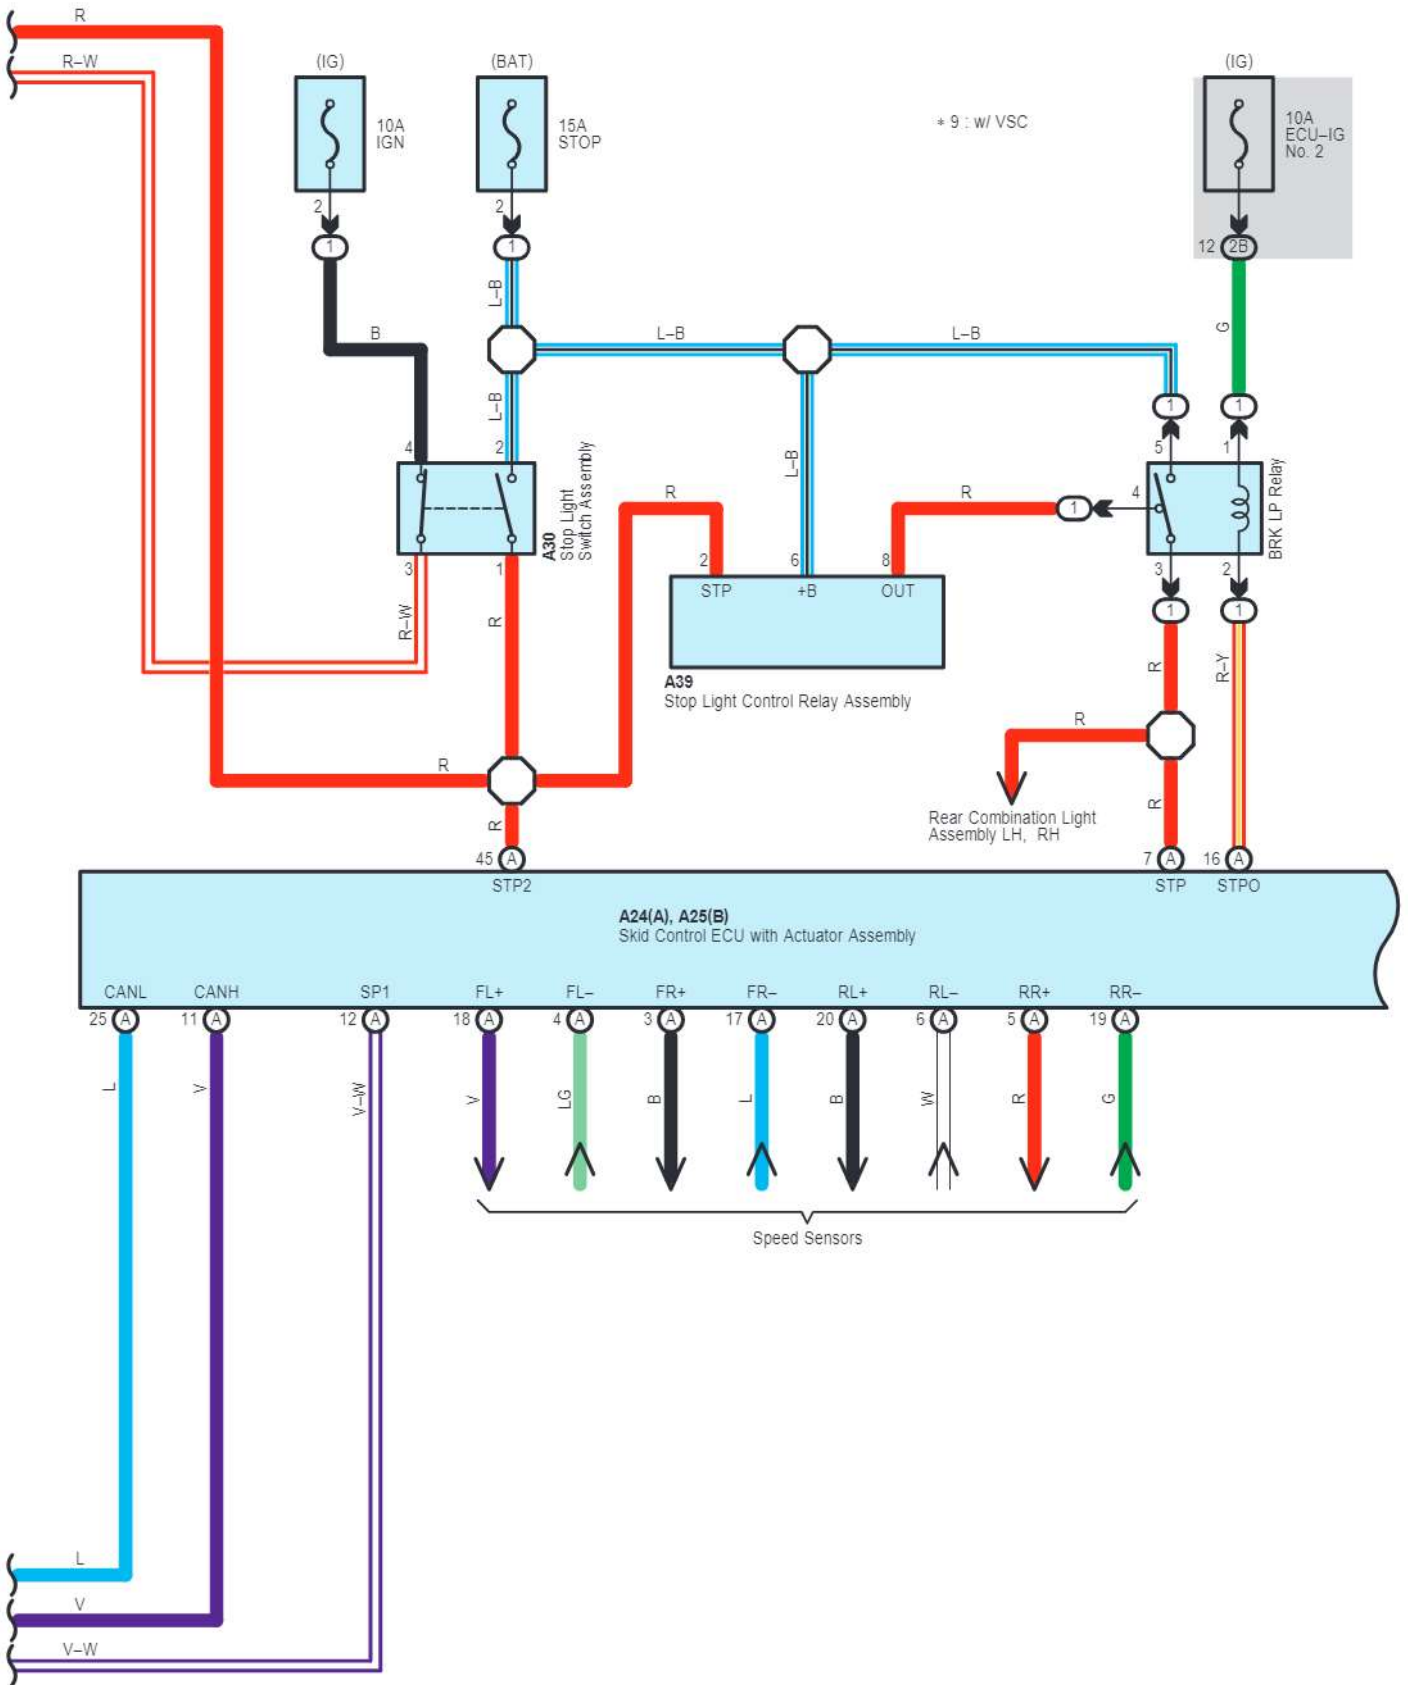 R
R–W
(IG)
(BAT)
(IG)
10A
IGN
15A
STOP
∗ 9 : w/ VSC
10A
ECU–IG
No. 2
2
2
1
1
12
2B
L–B
B
L–B
L–B
G
L–B
1
1
4
2
5
1
A30
Stop Light
Switch Assembly
L–B
R
R
1
4
BRK LP Relay
3
1
2
6
8
3
2
STP
+B
OUT
1
1
R–W
R
A39
Stop Light Control Relay Assembly
R
R–Y
R
R
R
R
Rear Combination Light
Assembly LH, RH
45
A
7
A
16
A
STP2
STP
STPO
A24(A), A25(B)
Skid Control ECU with Actuator Assembly
CANL
CANH
SP1
FL+
FL–
FR+
FR–
RL+
RL–
RR+
RR–
25
A
11
A
12
A
18
A
4
A
3
A
17
A
20
A
6
A
5
A
19
A
L
V
V–W
V
LG
B
L
B
W
R
G
Speed Sensors
L
V
V–W